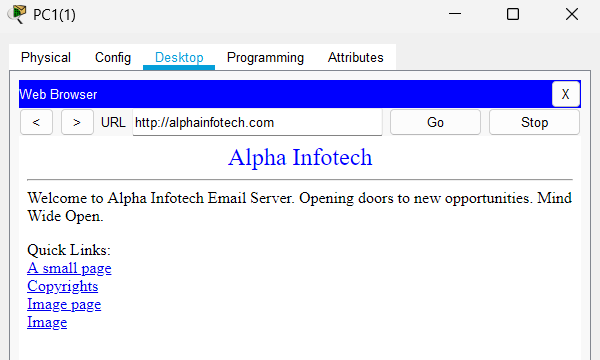 PC1(1)
Physical Config Desktop Programming Attributes
Web Browser X
< > URL http://alphainfotech.com Go Stop
Alpha Infotech
Welcome to Alpha Infotech Email Server. Opening doors to new opportunities. Mind
Wide Open.
Quick Links:
A small page
Copyrights
Image page
Image